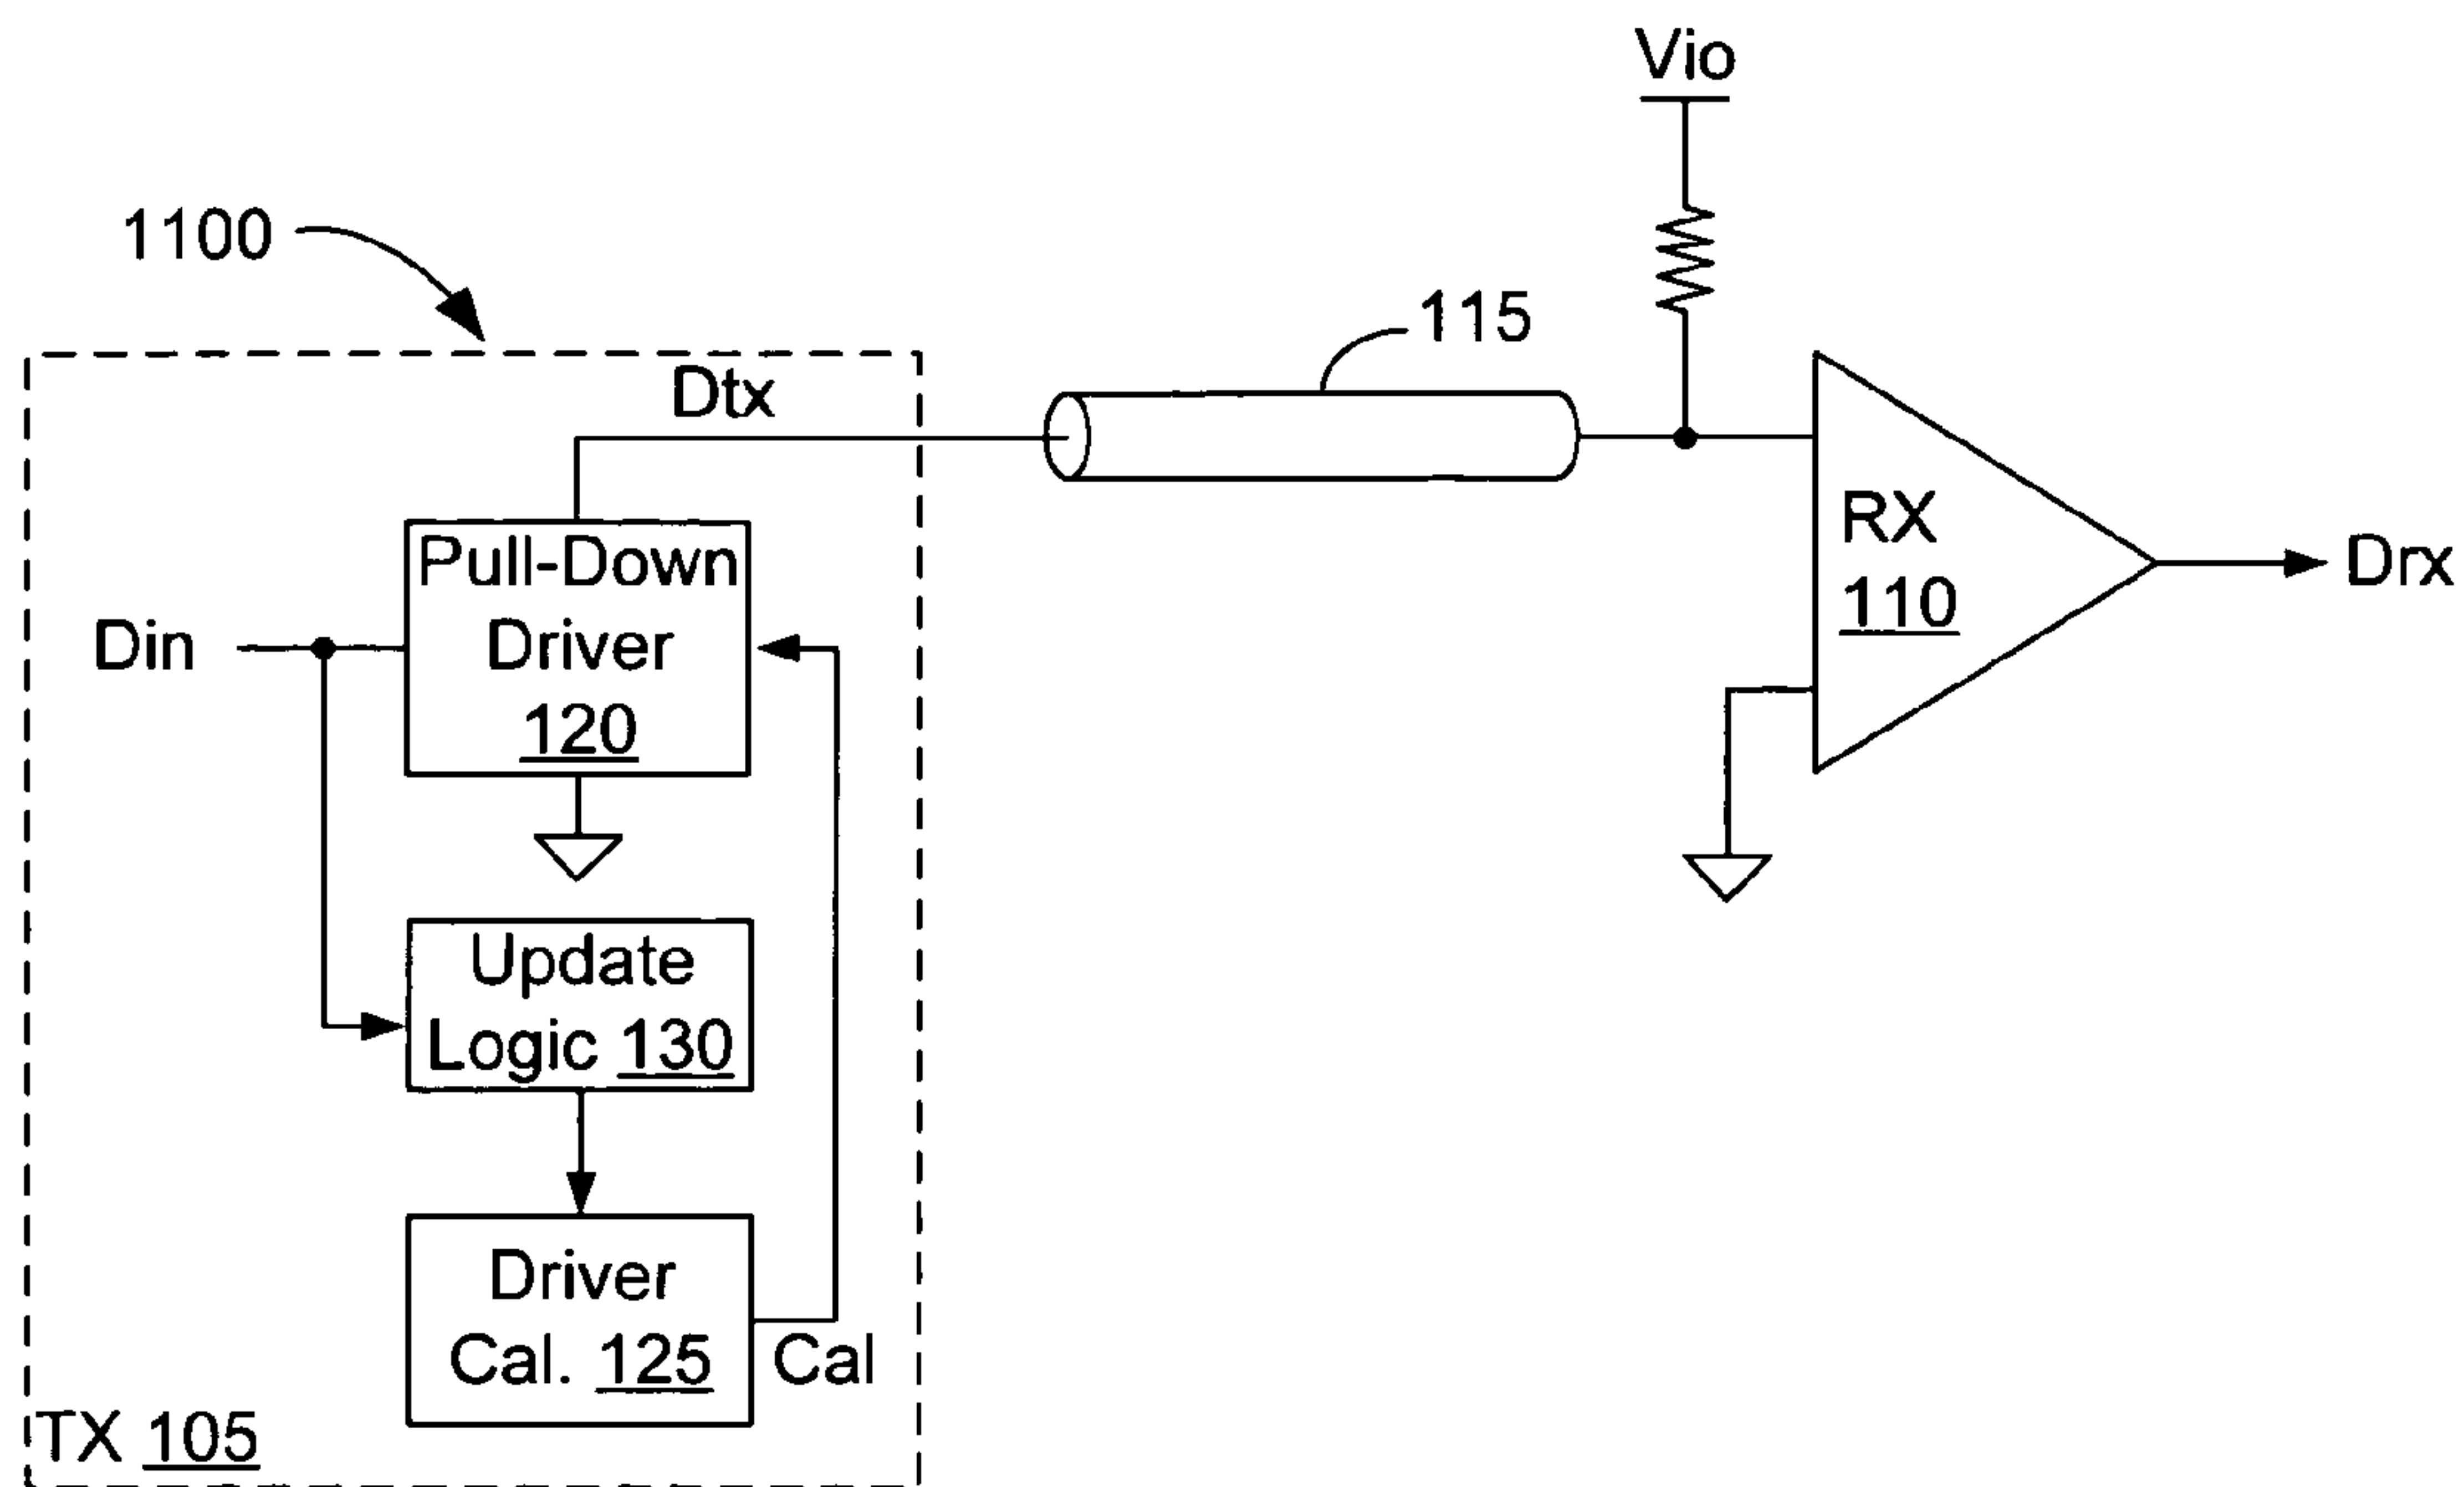 Vio
1100
115
Dtx
Pull-Down
Driver
120
Din
RX
110
Drx
Update
Logic 130
Driver
Cal. 125
Cal
TX 105